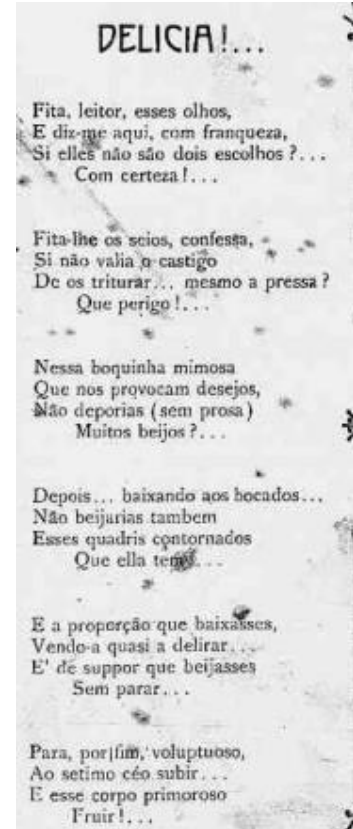 DELICIA!...
Fita, leitor, esses olhos,
E diz-me aqui, com franqueza,
Si elles não são dois escolhos?...
Com certeza!...
Fita-lhe os seios, confessa,
Si não valia o castigo
De os triturar... mesmo a pressa?
Que perigo!...
Nessa boquinha mimosa
Que nos provocam desejos,
Não deporias (sem prosa)
Muitos beijos?...
Depois... baixando aos bocados...
Não beijarias tambem
Esses quadris contornados
Que ella tem
E a proporção que baixasses,
Vendo-a quasi a delirar...
E' de suppor que beijasses
Sem parar...
Para, por fim, voluptuoso,
Ao setimo céo subir...
E esse corpo primoroso
Fruir!...